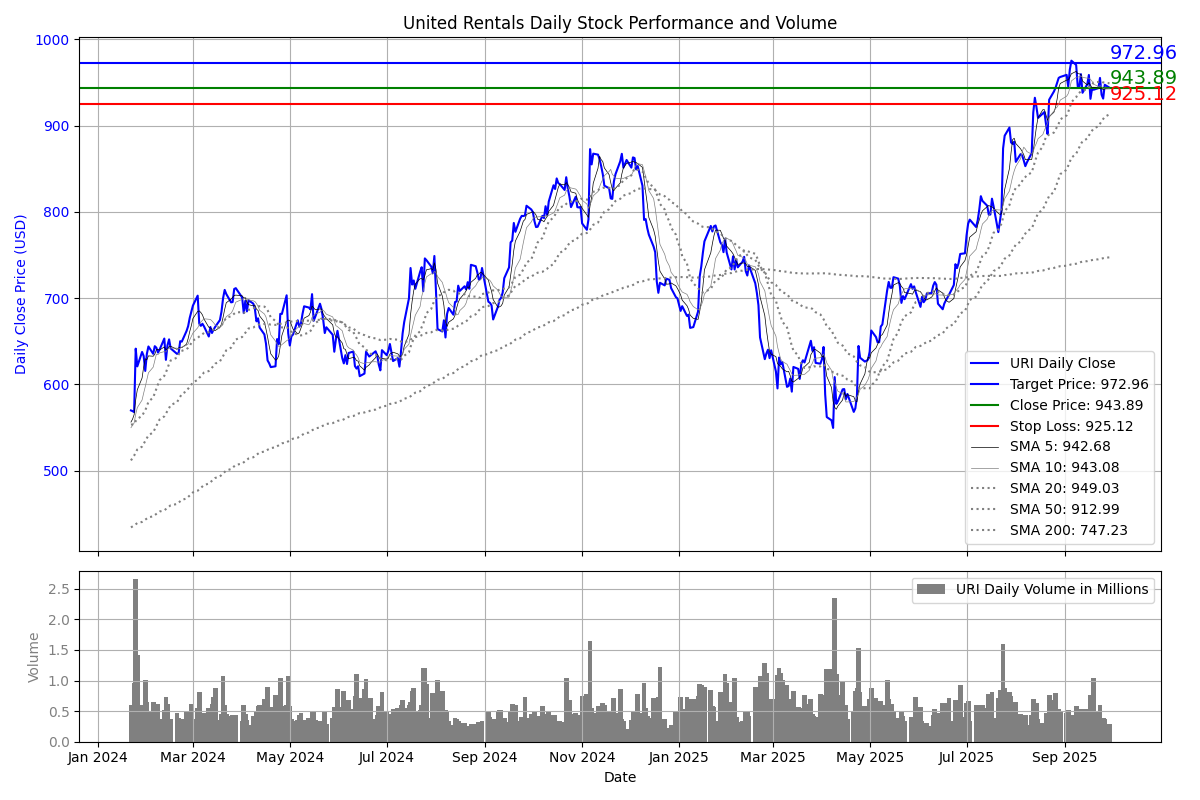 United Rentals Daily Stock Performance and Volume
1000
900
800
700
600
500
Daily Close Price (USD)
972.96
943.89
925.12
URI Daily Close
Target Price: 972.96
Close Price: 943.89
Stop Loss: 925.12
SMA 5: 942.68
SMA 10: 943.08
SMA 20: 949.03
SMA 50: 912.99
SMA 200: 747.23
2.5
2.0
1.5
1.0
0.5
0.0
Volume
URI Daily Volume in Millions
Jan 2024 Mar 2024 May 2024 Jul 2024 Sep 2024 Nov 2024 Jan 2025 Mar 2025 May 2025 Jul 2025 Sep 2025
Date